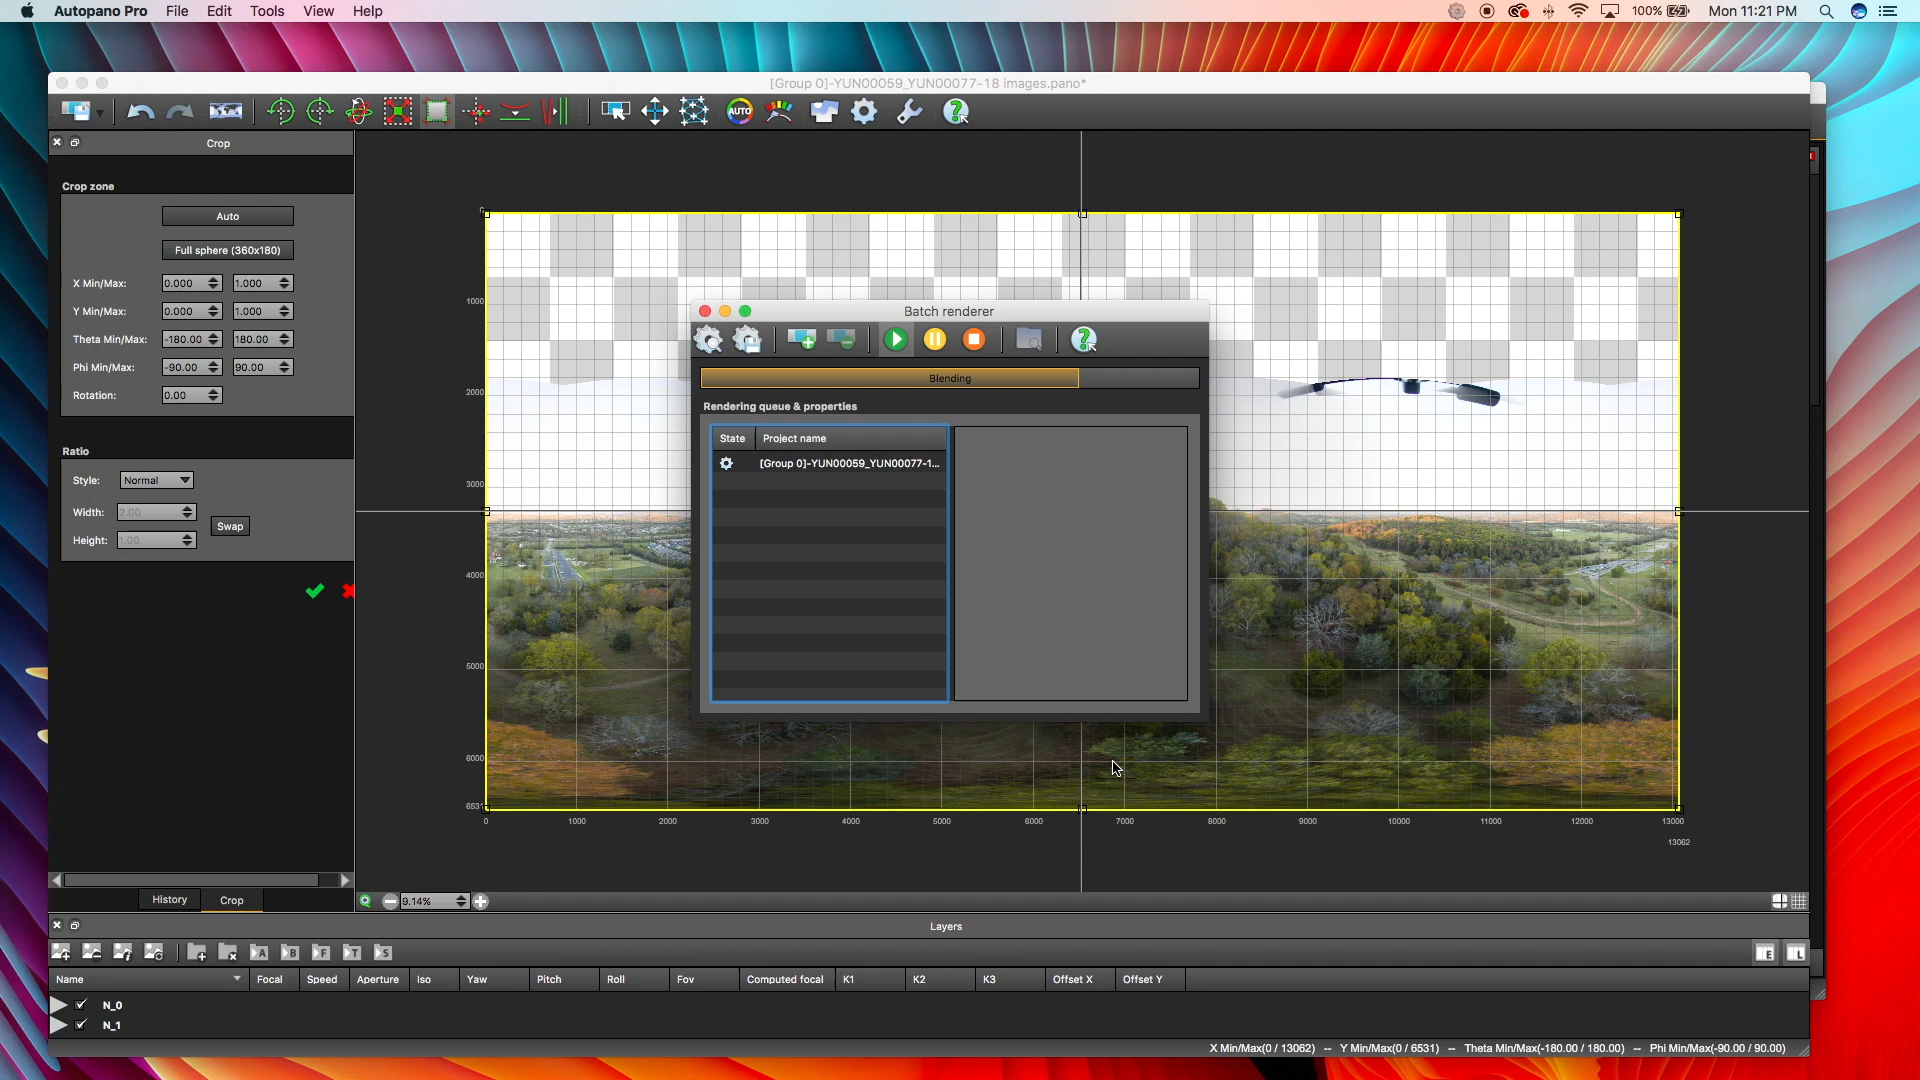 Autopano Pro File Edit Tools View Help
100% Mon 11:21 PM
[Group 0]-YUN00059_YUN00077-18 images.pano*
AUTO
Crop
Crop zone
Auto
Full sphere (360x180)
X Min/Max: 0.000 1.000
Y Min/Max: 0.000 1.000
Theta Min/Max: -180.00 180.00
Phi Min/Max: -90.00 90.00
Rotation: 0.00
Ratio
Style: Normal
Width: 2.00
Swap
Height: 1.00
History Crop
0
1000
2000
3000
4000
5000
6000
6531
0 1000 2000 3000 4000 5000 6000 7000 8000 9000 10000 11000 12000 13000
13062
Batch renderer
Blending
Rendering queue & properties
State Project name
[Group 0]-YUN00059_YUN00077-1...
9.14%
Layers
A B F T S
E L
Name Focal Speed Aperture Iso Yaw Pitch Roll Fov Computed focal K1 K2 K3 Offset X Offset Y
N_0
N_1
X Min/Max(0 / 13062) -- Y Min/Max(0 / 6531) -- Theta Min/Max(-180.00 / 180.00) -- Phi Min/Max(-90.00 / 90.00)